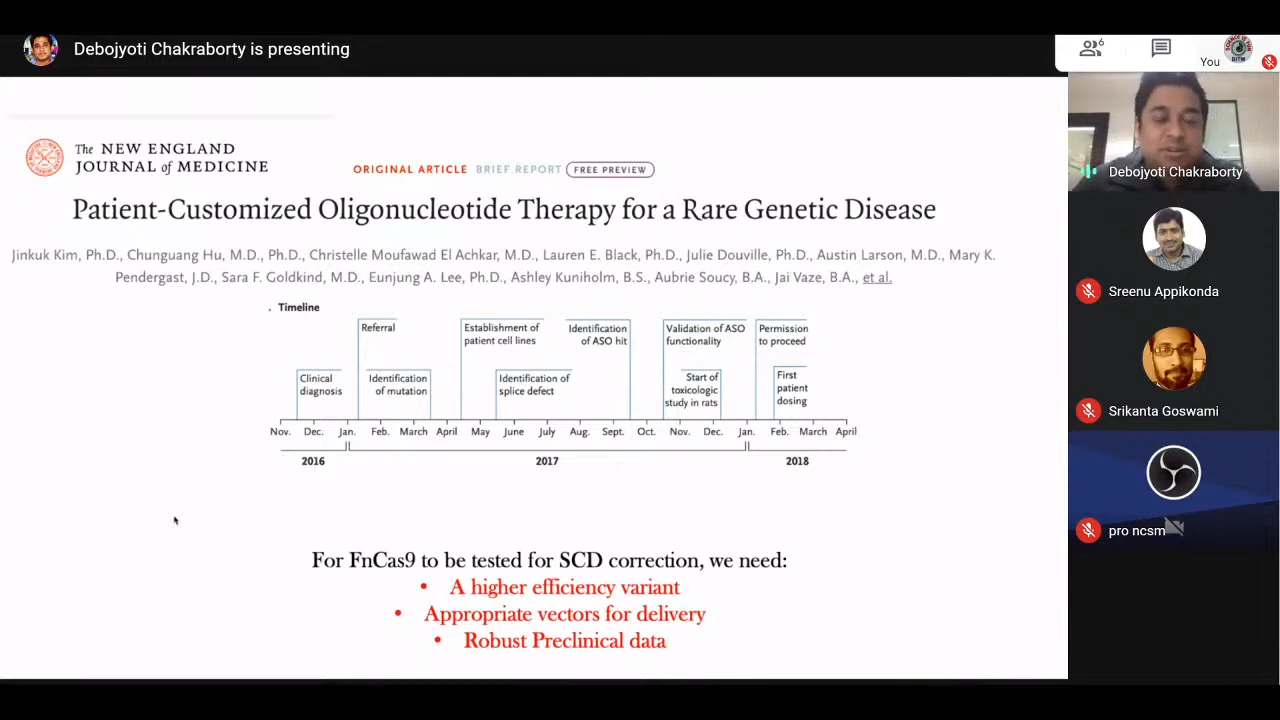 Debojyoti Chakraborty is presenting
6
You
The NEW ENGLAND
JOURNAL of MEDICINE
ORIGINAL ARTICLE BRIEF REPORT FREE PREVIEW
Patient-Customized Oligonucleotide Therapy for a Rare Genetic Disease
Jinkuk Kim, Ph.D., Chunguang Hu, M.D., Ph.D., Christelle Moufawad El Achkar, M.D., Lauren E. Black, Ph.D., Julie Douville, Ph.D., Austin Larson, M.D., Mary K.
Pendergast, J.D., Sara F. Goldkind, M.D., Eunjung A. Lee, Ph.D., Ashley Kuniholm, B.S., Aubrie Soucy, B.A., Jai Vaze, B.A., et al.
. Timeline
Referral
Establishment of
patient cell lines
Identification
of ASO hit
Validation of ASO
functionality
Permission
to proceed
Clinical
diagnosis
Identification
of mutation
Identification of
splice defect
Start of
toxicologic
study in rats
First
patient
dosing
Nov. Dec. Jan. Feb. March April May June July Aug. Sept. Oct. Nov. Dec. Jan. Feb. March April
2016 2017 2018
For FnCas9 to be tested for SCD correction, we need:
• A higher efficiency variant
• Appropriate vectors for delivery
• Robust Preclinical data
Debojyoti Chakraborty
Sreenu Appikonda
Srikanta Goswami
pro ncsm